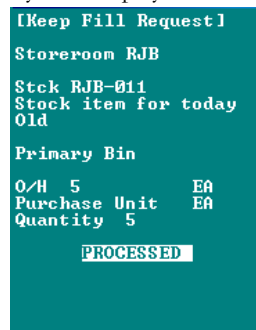 [Keep Fill Request]
Storeroom RJB
Stck RJB-011
Stock item for today
Old
Primary Bin
O/H 5 EA
Purchase Unit EA
Quantity 5
PROCESSED